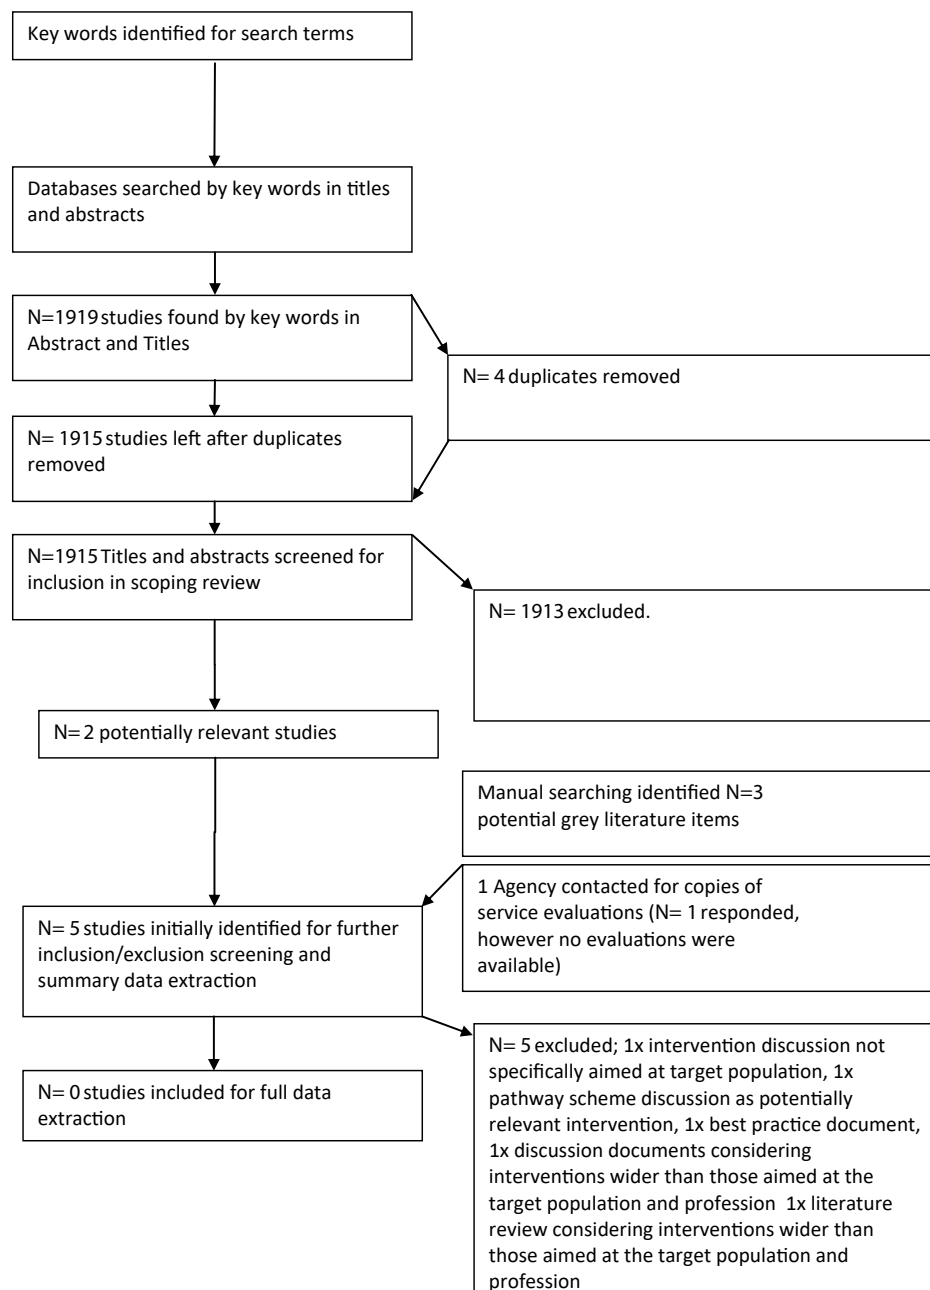 Key words identified for search terms
Databases searched by key words in titles
and abstracts
N=1919 studies found by key words in
Abstract and Titles
N= 4 duplicates removed
N= 1915 studies left after duplicates
removed
N=1915 Titles and abstracts screened for
inclusion in scoping review
N= 1913 excluded.
N= 2 potentially relevant studies
Manual searching identified N=3
potential grey literature items
1 Agency contacted for copies of
service evaluations (N= 1 responded,
however no evaluations were
available)
N= 5 studies initially identified for further
inclusion/exclusion screening and
summary data extraction
N= 5 excluded; 1x intervention discussion not
specifically aimed at target population, 1x
pathway scheme discussion as potentially
relevant intervention, 1x best practice document,
1x discussion documents considering
interventions wider than those aimed at the
target population and profession 1x literature
review considering interventions wider than
those aimed at the target population and
profession
N= 0 studies included for full data
extraction